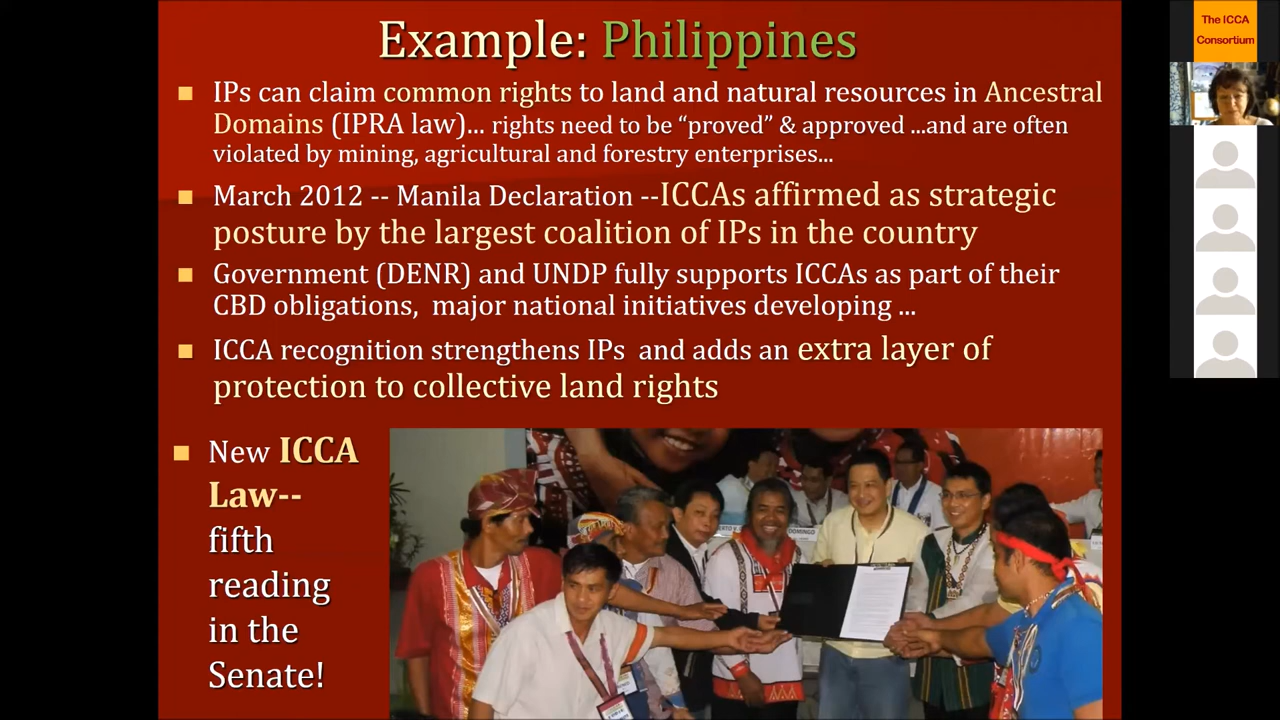 Example: Philippines
IPs can claim common rights to land and natural resources in Ancestral
Domains (IPRA law)... rights need to be “proved” & approved ...and are often
violated by mining, agricultural and forestry enterprises...
March 2012 -- Manila Declaration --ICCAs affirmed as strategic
posture by the largest coalition of IPs in the country
Government (DENR) and UNDP fully supports ICCAs as part of their
CBD obligations, major national initiatives developing ...
ICCA recognition strengthens IPs and adds an extra layer of
protection to collective land rights
New ICCA
Law--
fifth
reading
in the
Senate!
DOMINGO
The ICCA
Consortium